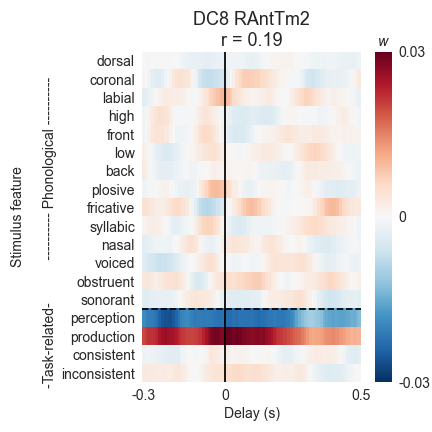 DC8 RAntTm2
r = 0.19
w
dorsal
coronal
labial
high
front
low
back
plosive
fricative
syllabic
nasal
voiced
obstruent
sonorant
perception
production
consistent
inconsistent
Stimulus feature
-Task-related- ----------- Phonological -----------
-0.3
0
0.5
Delay (s)
0.03
0
-0.03